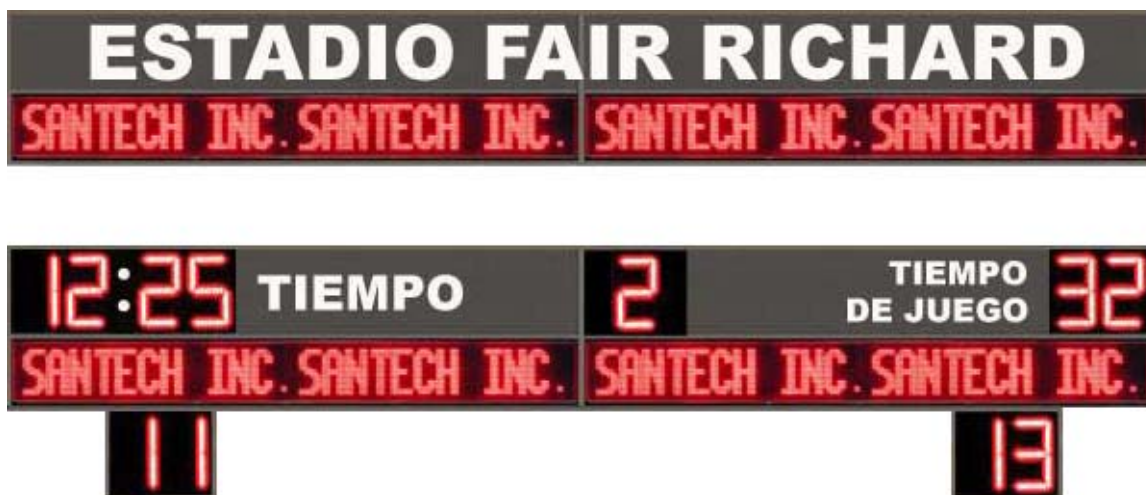 ESTADIO FAIR RICHARD
SANTECH INC. SANTECH INC. SANTECH INC. SANTECH INC.
12:25 TIEMPO 2 TIEMPO DE JUEGO 32
SANTECH INC. SANTECH INC. SANTECH INC. SANTECH INC.
11 13